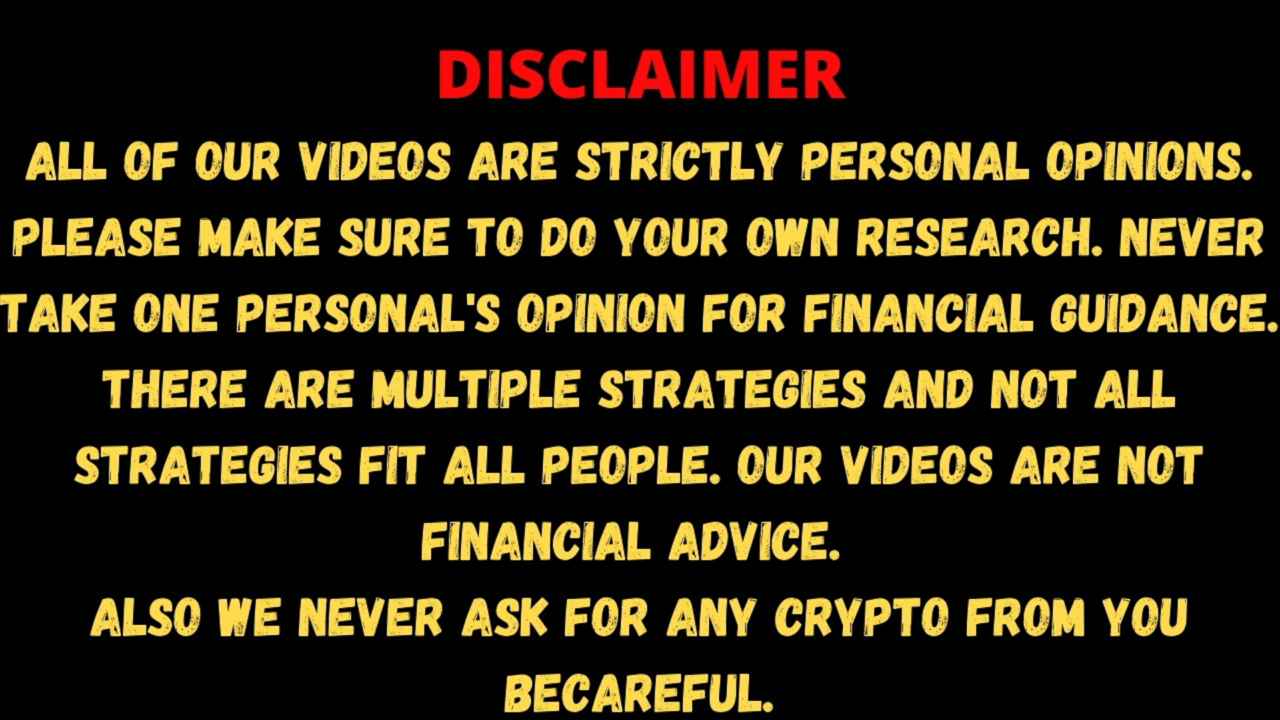 DISCLAIMER
ALL OF OUR VIDEOS ARE STRICTLY PERSONAL OPINIONS.
PLEASE MAKE SURE TO DO YOUR OWN RESEARCH. NEVER
TAKE ONE PERSONAL'S OPINION FOR FINANCIAL GUIDANCE.
THERE ARE MULTIPLE STRATEGIES AND NOT ALL
STRATEGIES FIT ALL PEOPLE. OUR VIDEOS ARE NOT
FINANCIAL ADVICE.
ALSO WE NEVER ASK FOR ANY CRYPTO FROM YOU
BECAREFUL.